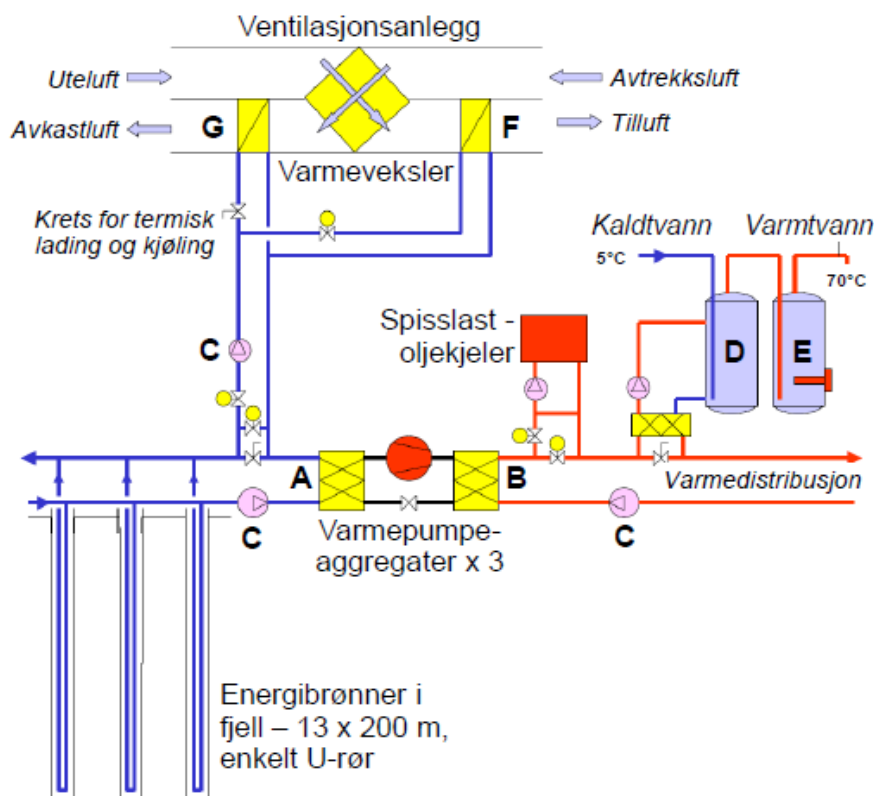 Ventilasjonsanlegg
Uteluft
Avtrekksluft
Avkastluft
G
F
Tilluft
Varmeveksler
Krets for termisk
lading og kjøling
Kaldtvann
Varmtvann
5°C
70°C
Spisslast -
oljekjeler
C
D
E
A
B
Varmedistribusjon
C
Varmepumpe-
aggregater x 3
C
Energibrønner i
fjell – 13 x 200 m,
enkelt U-rør